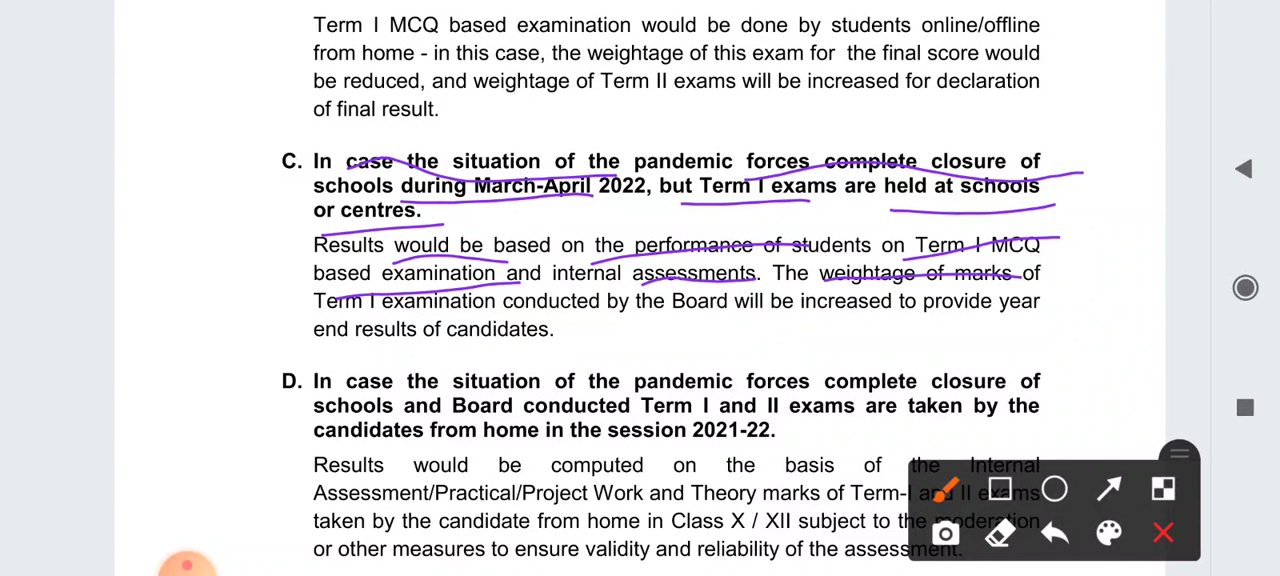 Term I MCQ based examination would be done by students online/offline
from home - in this case, the weightage of this exam for the final score would
be reduced, and weightage of Term II exams will be increased for declaration
of final result.
C. In case the situation of the pandemic forces complete closure of
schools during March-April 2022, but Term I exams are held at schools
or centres.
Results would be based on the performance of students on Term I MCQ
based examination and internal assessments. The weightage of marks of
Term I examination conducted by the Board will be increased to provide year
end results of candidates.
D. In case the situation of the pandemic forces complete closure of
schools and Board conducted Term I and II exams are taken by the
candidates from home in the session 2021-22.
Results would be computed on the basis of the Internal
Assessment/Practical/Project Work and Theory marks of Term-I and II exams
taken by the candidate from home in Class X / XII subject to the moderation
or other measures to ensure validity and reliability of the assessment.